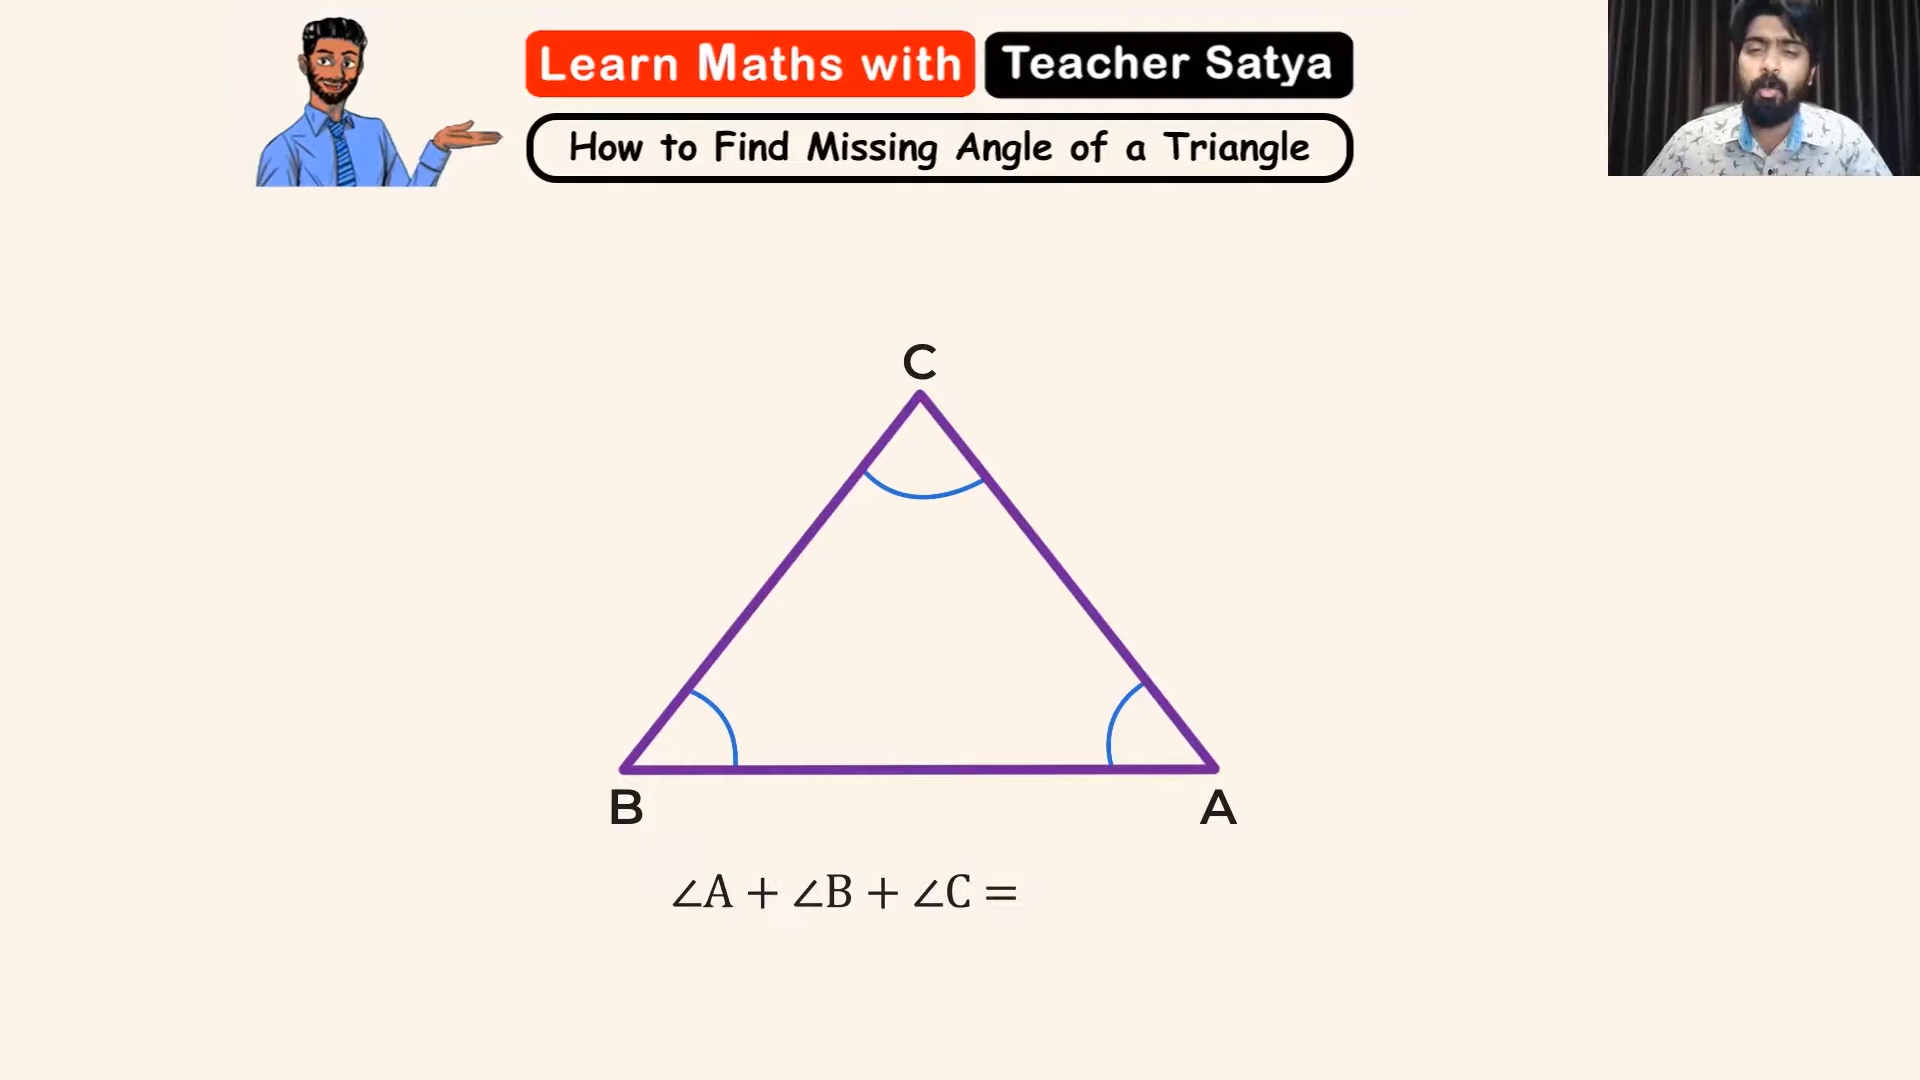 Learn Maths with Teacher Satya
How to Find Missing Angle of a Triangle
C
B
A
∠A + ∠B + ∠C =